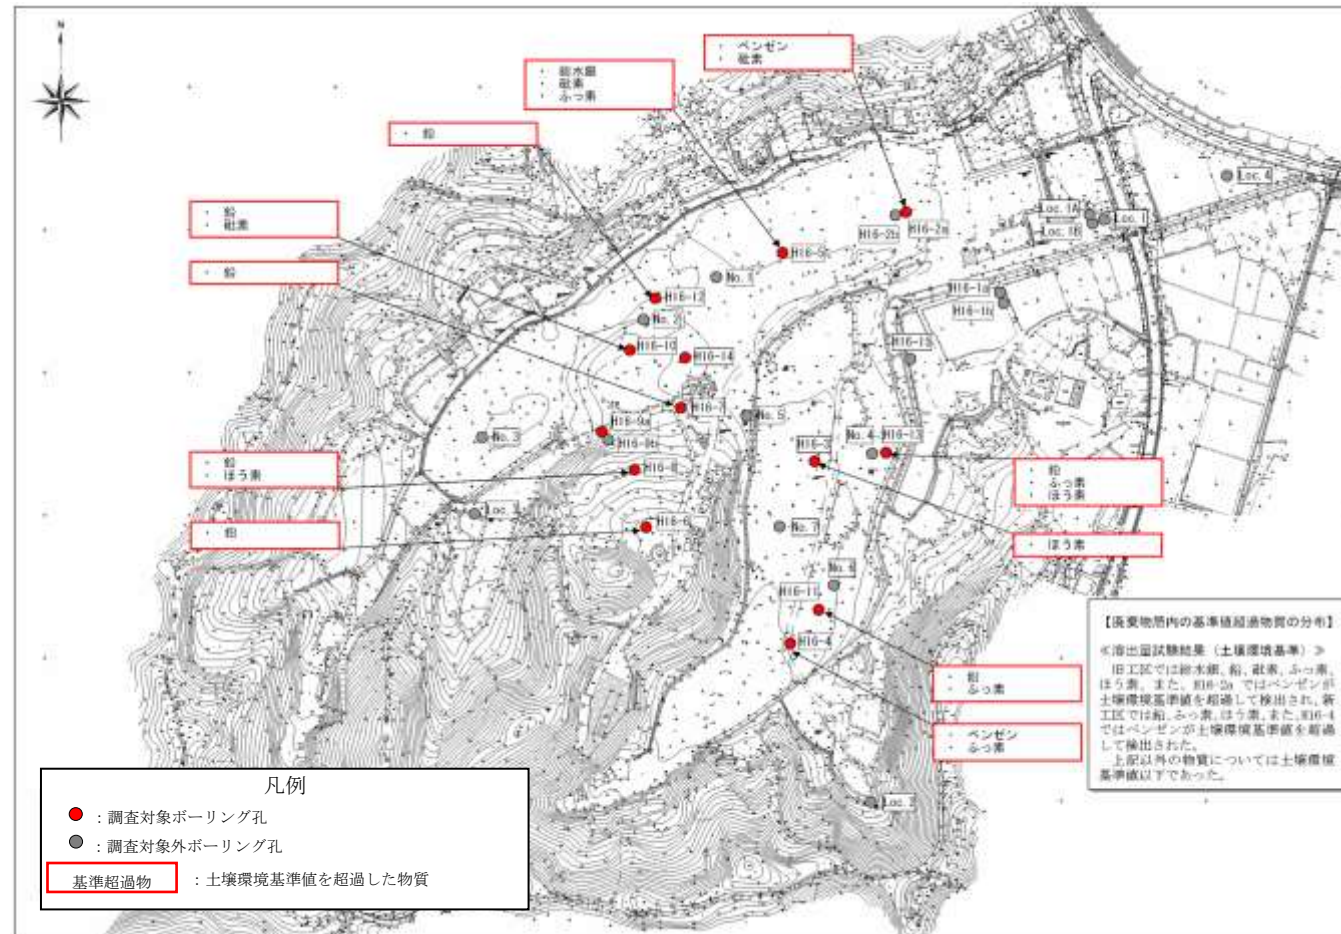 N
・ ベンゼン
・ 砒素
・ 総水銀
・ 砒素
・ ふっ素
・ 鉛
・ 鉛
・ 砒素
・ 鉛
・ 鉛
・ ほう素
・ 鉛
・ 鉛
・ ふっ素
・ ほう素
・ ほう素
・ 鉛
・ ふっ素
・ ベンゼン
・ ふっ素
Loc. 4
Loc. 1A
Loc. 1
Loc. 1B
H16-2b
H16-2a
H16-5
No. 1
H16-1a
H16-1b
H16-12
No. 2
H16-10
H16-14
H16-7
No. 5
H16-9a
H16-9b
No. 3
H16-3
No. 4
H16-13
H16-8
Loc. 3
H16-6
No. 7
No. 6
H16-11
H16-4
Loc. 2
【廃棄物層内の基準値超過物質の分布】
≪溶出量試験結果（土壌環境基準）≫
旧工区では総水銀、鉛、砒素、ふっ素、
ほう素、また、H16-2a ではベンゼンが
土壌環境基準値を超過して検出され、新
工区では鉛、ふっ素、ほう素、また、H16-4
ではベンゼンが土壌環境基準値を超過
して検出された。
上記以外の物質については土壌環境
基準値以下であった。
凡例
：調査対象ボーリング孔
：調査対象外ボーリング孔
基準超過物 ：土壌環境基準値を超過した物質